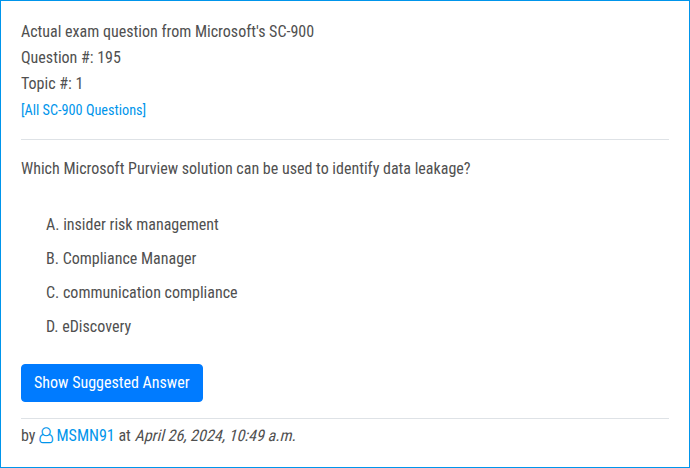 Actual exam question from Microsoft's SC-900
Question #: 195
Topic #: 1
[All SC-900 Questions]
Which Microsoft Purview solution can be used to identify data leakage?
A. insider risk management
B. Compliance Manager
C. communication compliance
D. eDiscovery
Show Suggested Answer
by MSMN91 at April 26, 2024, 10:49 a.m.